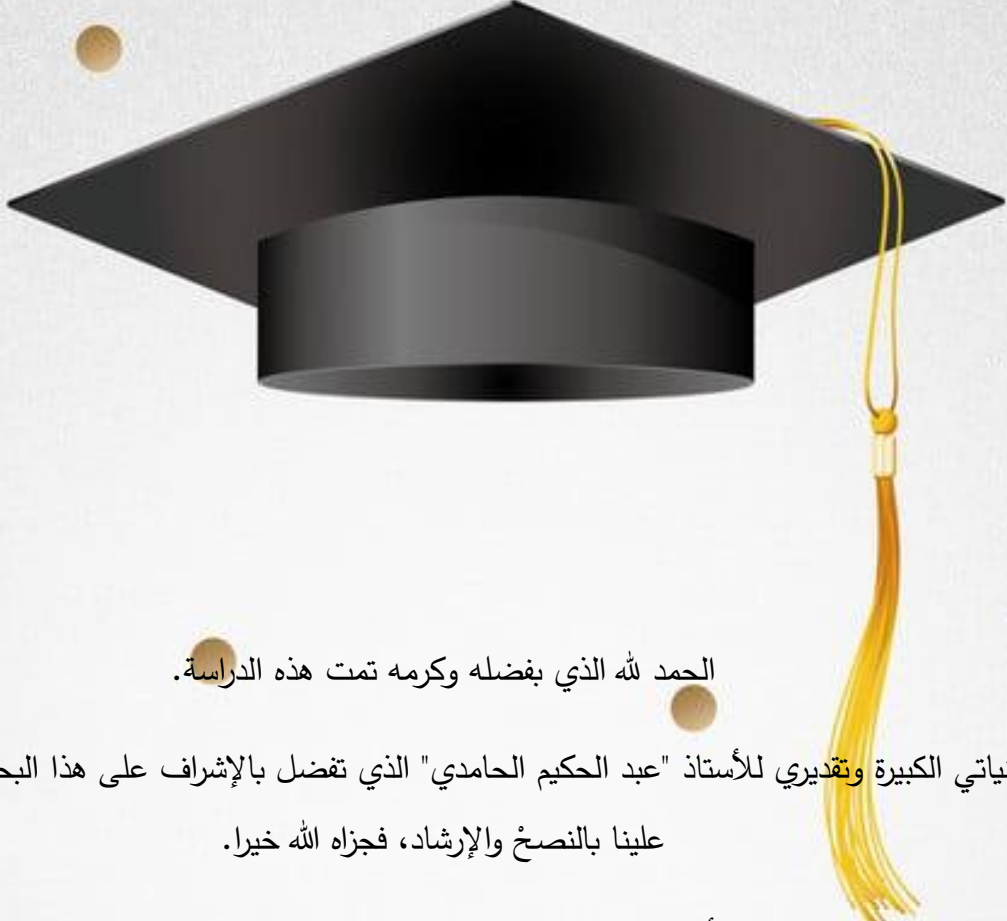 الحمد لله الذي بفضله وكرمه تمت هذه الدراسة.
الكبيرة وتقديري للأستاذ "عبد الحكيم الحامدي" الذي تفضل بالإشراف على هذا
علينا بالنصحْ والإرشاد، فجزاه الله خيرا.